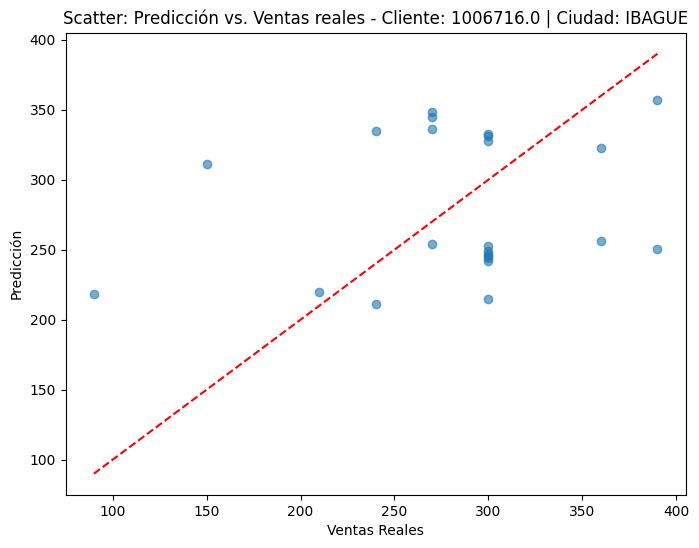 Scatter: Predicción vs. Ventas reales - Cliente: 1006716.0 | Ciudad: IBAGUE
400
350
300
250
200
150
100
Predicción
100 150 200 250 300 350 400
Ventas Reales